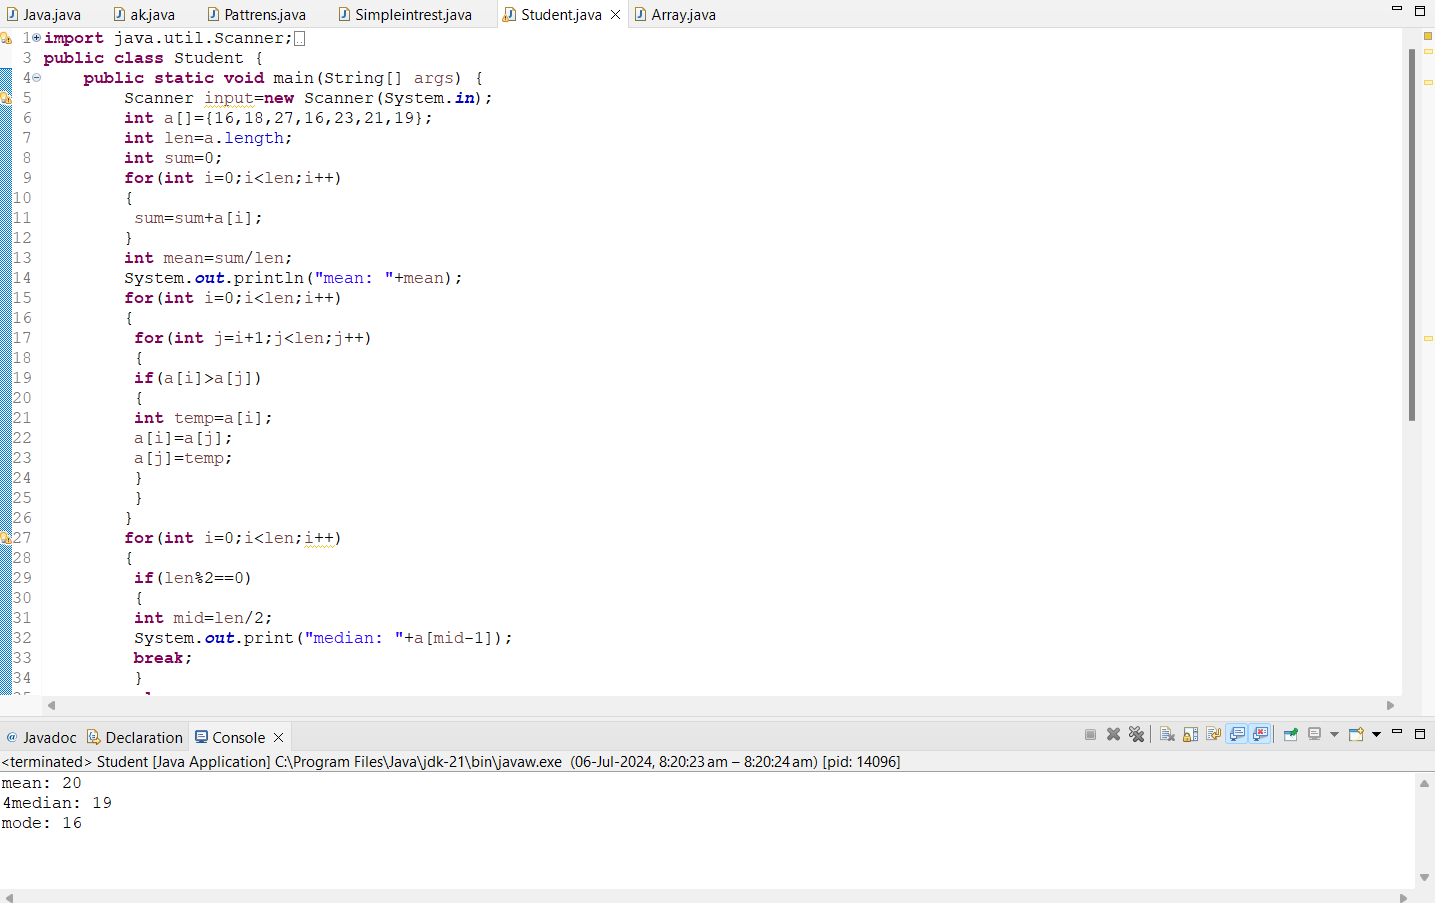 Java.java ak.java Pattrens.java Simpleintrest.java Student.java Array.java
1 import java.util.Scanner;
3 public class Student {
4 public static void main(String[] args) {
5 Scanner input=new Scanner(System.in);
6 int a[]={16,18,27,16,23,21,19};
7 int len=a.length;
8 int sum=0;
9 for(int i=0;i<len;i++)
10 {
11 sum=sum+a[i];
12 }
13 int mean=sum/len;
14 System.out.println("mean: "+mean);
15 for(int i=0;i<len;i++)
16 {
17 for(int j=i+1;j<len;j++)
18 {
19 if(a[i]>a[j])
20 {
21 int temp=a[i];
22 a[i]=a[j];
23 a[j]=temp;
24 }
25 }
26 }
27 for(int i=0;i<len;i++)
28 {
29 if(len%2==0)
30 {
31 int mid=len/2;
32 System.out.print("median: "+a[mid-1]);
33 break;
34 }
@ Javadoc Declaration Console
<terminated> Student [Java Application] C:\Program Files\Java\jdk-21\bin\javaw.exe (06-Jul-2024, 8:20:23 am – 8:20:24 am) [pid: 14096]
mean: 20
4median: 19
mode: 16